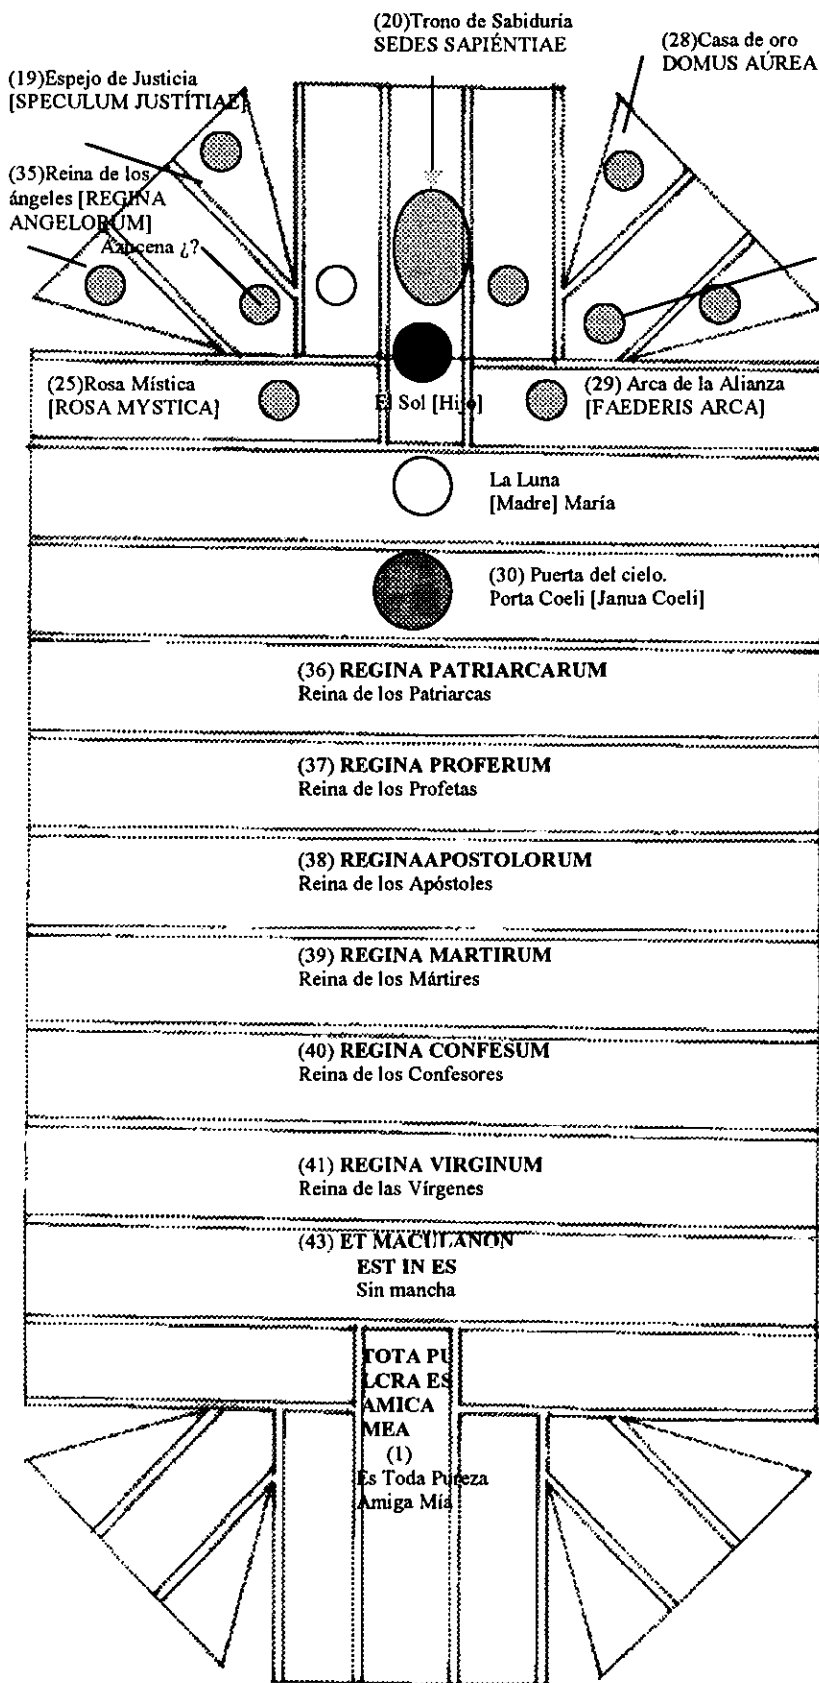 (20)Trono de Sabiduría
SEDES SAPIÉNTIAE
(28)Casa de oro
DOMUS AÚREA
(19)Espejo de Justicia
[SPECULUM JUSTÍTIAE]
(35)Reina de los
ángeles [REGINA
ANGELORUM]
Azucena ¿?
(25)Rosa Mística
[ROSA MYSTICA]
El Sol [Hijo]
(29) Arca de la Alianza
[FAEDERIS ARCA]
La Luna
[Madre] María
(30) Puerta del cielo.
Porta Coeli [Janua Coeli]
(36) REGINA PATRIARCARUM
Reina de los Patriarcas
(37) REGINA PROFERUM
Reina de los Profetas
(38) REGINAAPOSTOLORUM
Reina de los Apóstoles
(39) REGINA MARTIRUM
Reina de los Mártires
(40) REGINA CONFESUM
Reina de los Confesores
(41) REGINA VIRGINUM
Reina de las Vírgenes
(43) ET MACULANON
EST IN ES
Sin mancha
TOTA PU
LCRA ES
AMICA
MEA
(1)
Es Toda Pureza
Amiga Mía